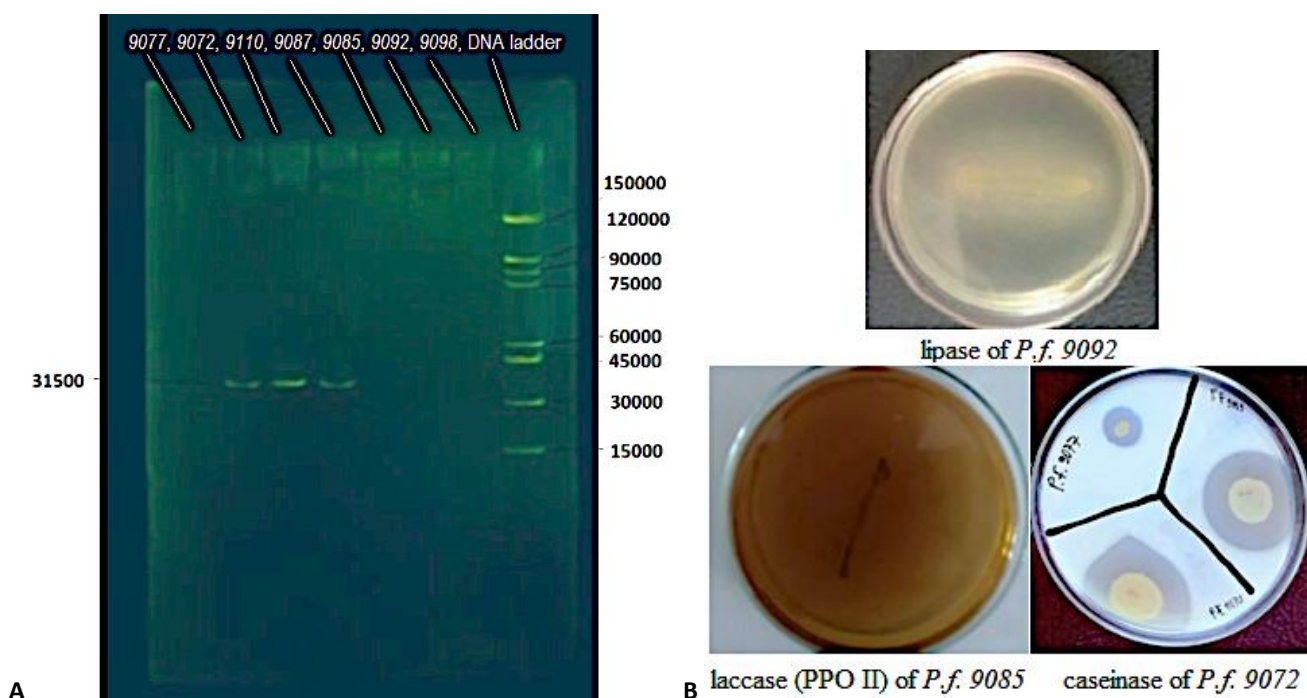 9077, 9072, 9110, 9087, 9085, 9092, 9098, DNA ladder
150000
120000
90000
75000
60000
45000
31500
30000
15000
A
lipase of P.f. 9092
P.f. 9077
laccase (PPO II) of P.f. 9085
caseinase of P.f. 9072
B